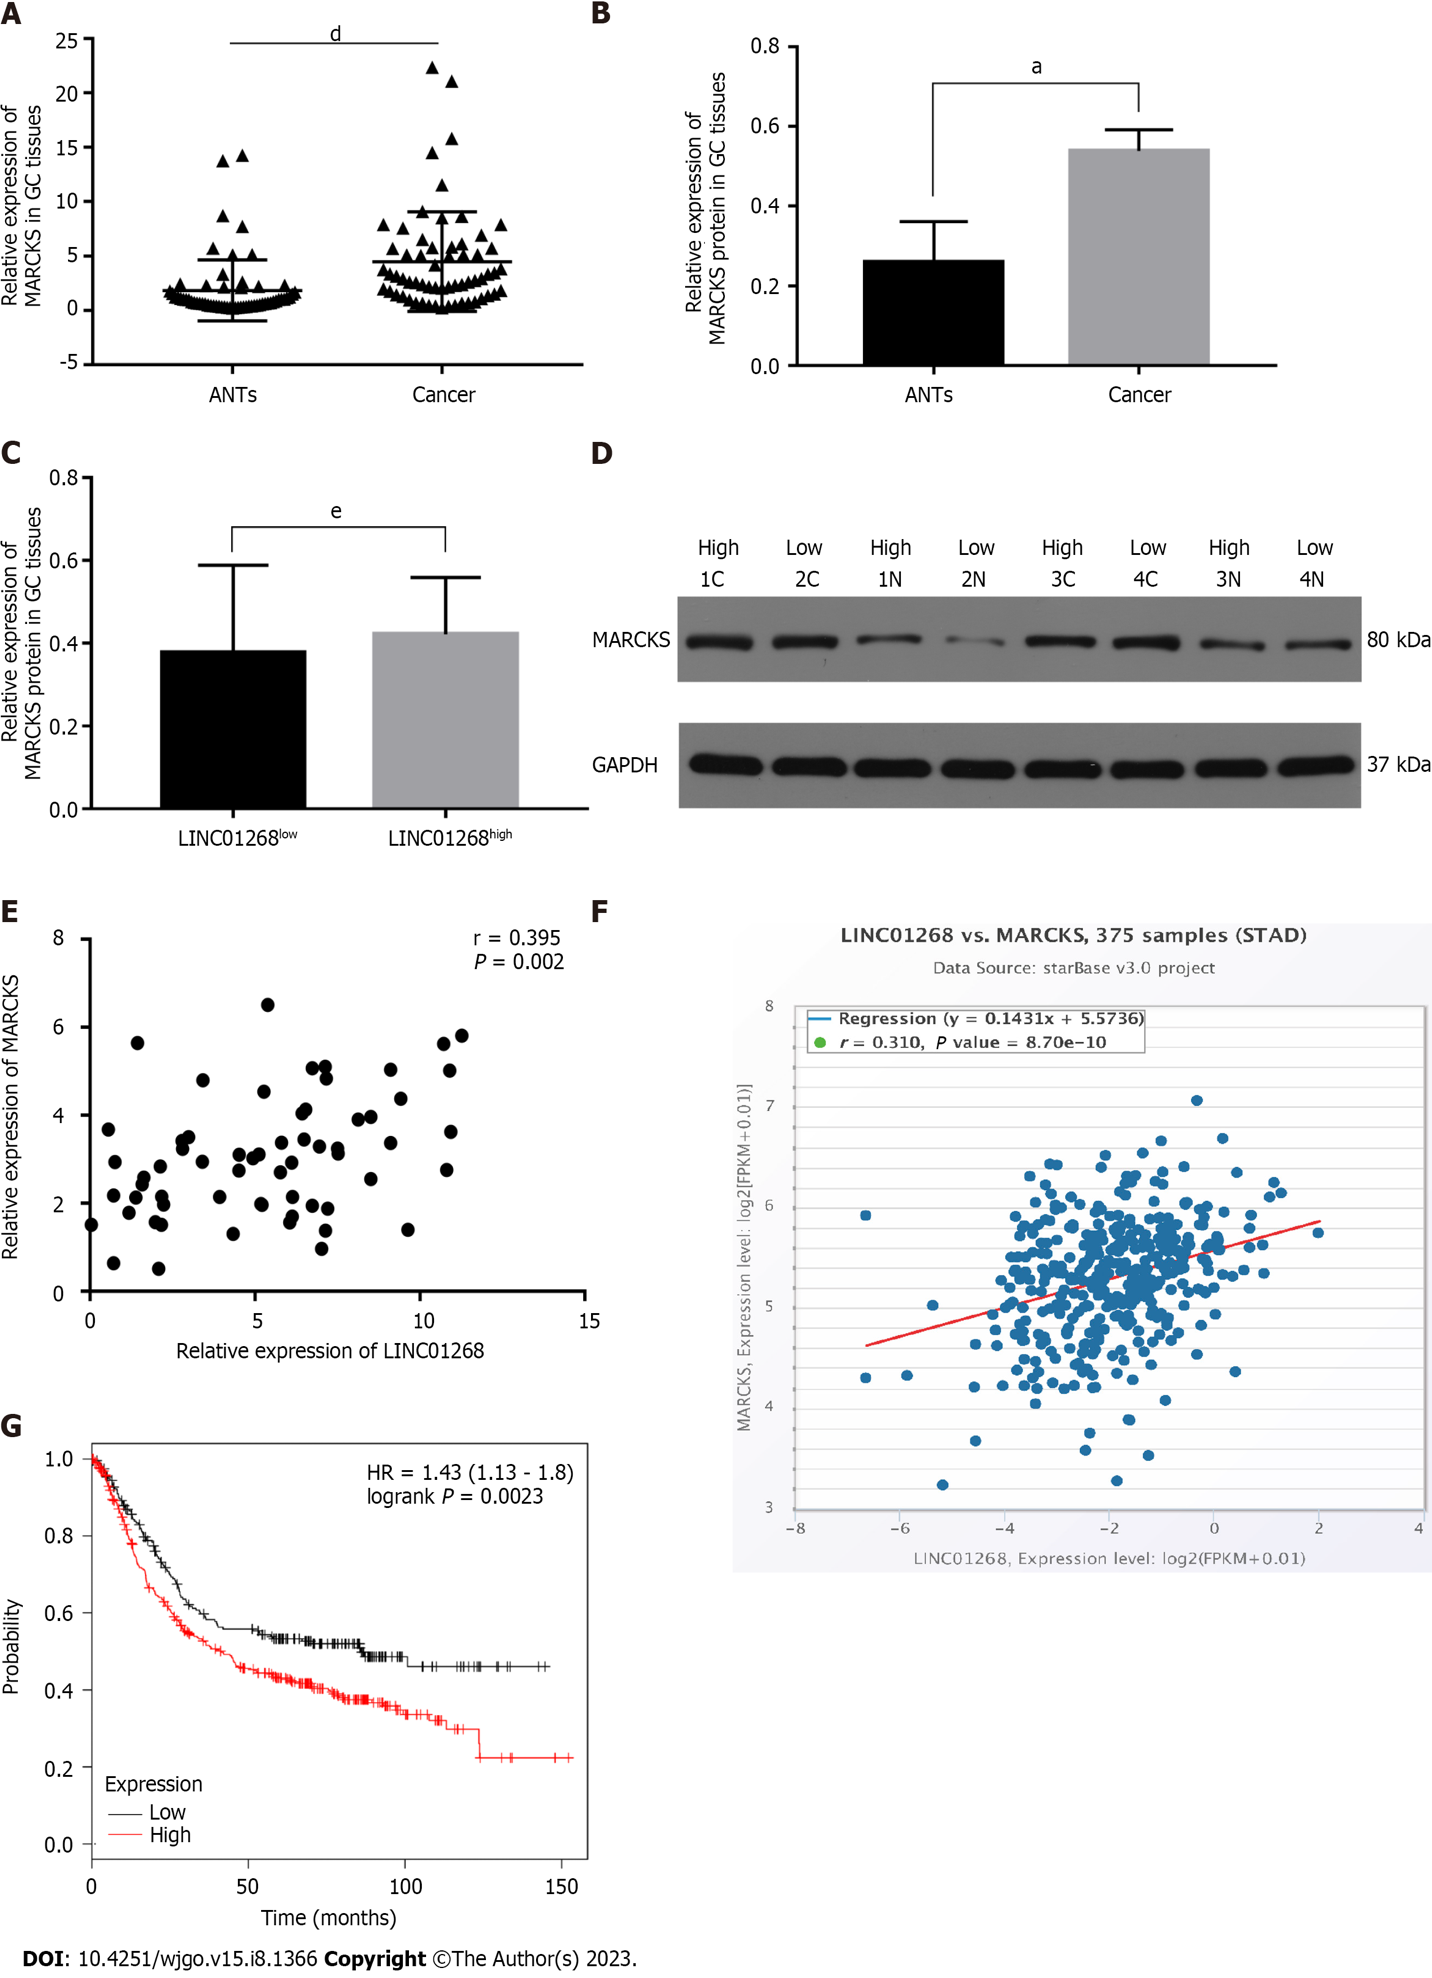 A
Relative expression of
MARCKS in GC tissues
25
20
15
10
5
0
-5
d
ANTs
Cancer
B
Relative expression of
MARCKS protein in GC tissues
0.8
0.6
0.4
0.2
0.0
a
ANTs
Cancer
C
Relative expression of
MARCKS protein in GC tissues
0.8
0.6
0.4
0.2
0.0
e
LINC01268low
LINC01268high
D
High Low High Low High Low High Low
1C 2C 1N 2N 3C 4C 3N 4N
MARCKS 80 kDa
GAPDH 37 kDa
E
Relative expression of MARCKS
8
6
4
2
0
r = 0.395
P = 0.002
0 5 10 15
Relative expression of LINC01268
F
LINC01268 vs. MARCKS, 375 samples (STAD)
Data Source: starBase v3.0 project
Regression (y = 0.1431x + 5.5736)
r = 0.310, P value = 8.70e-10
MARCKS, Expression level: log2[FPKM+0.01)]
8
7
6
5
4
3
-8 -6 -4 -2 0 2 4
LINC01268, Expression level: log2(FPKM+0.01)
G
Probability
1.0
0.8
0.6
0.4
0.2
0.0
HR = 1.43 (1.13 - 1.8)
logrank P = 0.0023
Expression
Low
High
0 50 100 150
Time (months)
DOI: 10.4251/wjgo.v15.i8.1366 Copyright ©The Author(s) 2023.